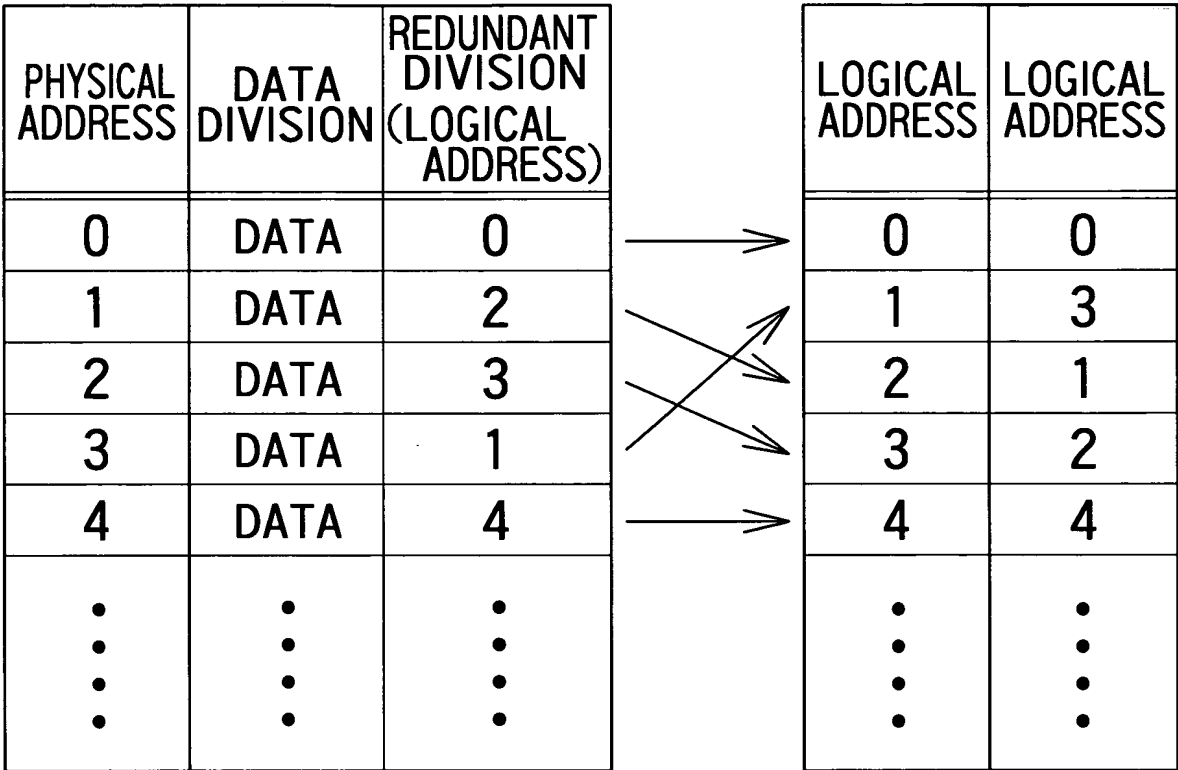 PHYSICAL ADDRESS | DATA DIVISION | REDUNDANT DIVISION (LOGICAL ADDRESS)
0 | DATA | 0
1 | DATA | 2
2 | DATA | 3
3 | DATA | 1
4 | DATA | 4
LOGICAL ADDRESS | LOGICAL ADDRESS
0 | 0
1 | 3
2 | 1
3 | 2
4 | 4